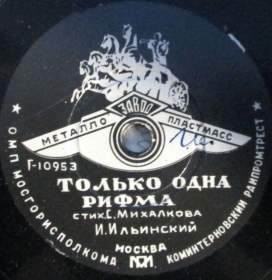 ЗАВОД
МЕТАЛЛО ПЛАСТМАСС
Г-10953
ТОЛЬКО ОДНА
РИФМА
СТИХ.С.МИХАЛКОВА
И.ИЛЬИНСКИЙ
МОСКВА
★ ОМП МОСГОРИСПОЛКОМА
КОМИНТЕРНОВСКИЙ РАЙПРОМТРЕСТ ★